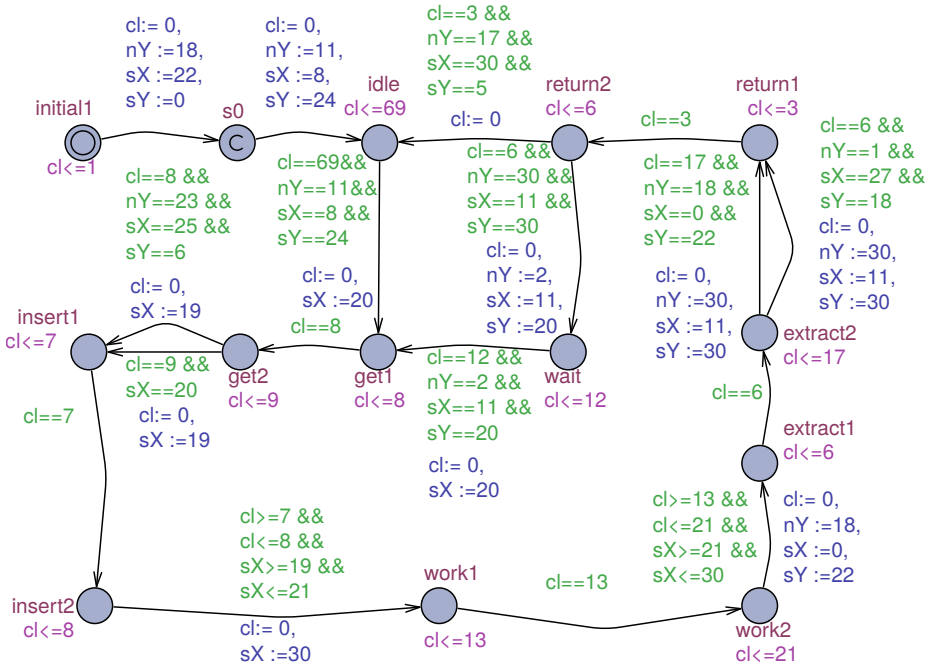 cl:= 0,
nY :=18,
sX :=22,
sY :=0
cl:= 0,
nY :=11,
sX :=8,
sY :=24
cl==3 &&
nY==17 &&
sX==30 &&
sY==5
initial1
cl<=1
s0
C
idle
cl<=69
return2
cl<=6
cl:= 0
return1
cl<=3
cl==3
cl==6 &&
nY==1 &&
sX==27 &&
sY==18
cl:= 0,
nY :=30,
sX :=11,
sY :=30
cl==8 &&
nY==23 &&
sX==25 &&
sY==6
cl:= 0,
sX :=19
cl==69&&
nY==11&&
sX==8 &&
sY==24
cl:= 0,
sX :=20
cl==6 &&
nY==30 &&
sX==11 &&
sY==30
cl:= 0,
nY :=2,
sX :=11,
sY :=20
cl==17 &&
nY==18 &&
sX==0 &&
sY==22
cl:= 0,
nY :=30,
sX :=11,
sY :=30
insert1
cl<=7
cl==9 &&
sX==20
cl:= 0,
sX :=19
get2
cl<=9
cl==8
get1
cl<=8
cl==12 &&
nY==2 &&
sX==11 &&
sY==20
cl:= 0,
sX :=20
wait
cl<=12
extract2
cl<=17
cl==6
extract1
cl<=6
cl==7
insert2
cl<=8
cl>=7 &&
cl<=8 &&
sX>=19 &&
sX<=21
cl:= 0,
sX :=30
work1
cl<=13
cl==13
cl>=13 &&
cl<=21 &&
sX>=21 &&
sX<=30
cl:= 0,
nY :=18,
sX :=0,
sY :=22
work2
cl<=21